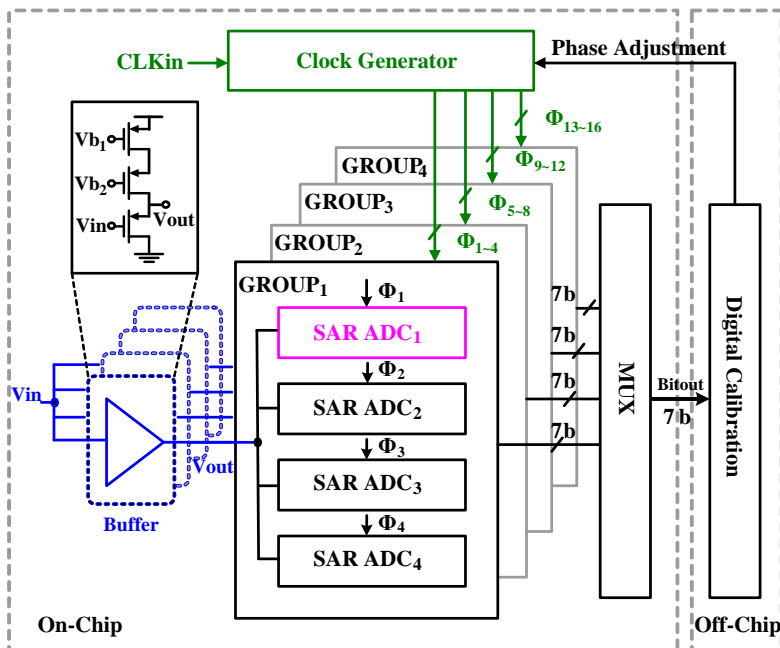 CLKin
Clock Generator
Phase Adjustment
Φ13~16
Φ9~12
Φ5~8
Φ1~4
Vb1
Vb2
Vout
Vin
GROUP4
GROUP3
GROUP2
GROUP1
Φ1
SAR ADC1
Φ2
SAR ADC2
Φ3
SAR ADC3
Φ4
SAR ADC4
Vin
Vout
Buffer
7b
7b
7b
7b
MUX
Bitout
7 b
Digital Calibration
On-Chip
Off-Chip